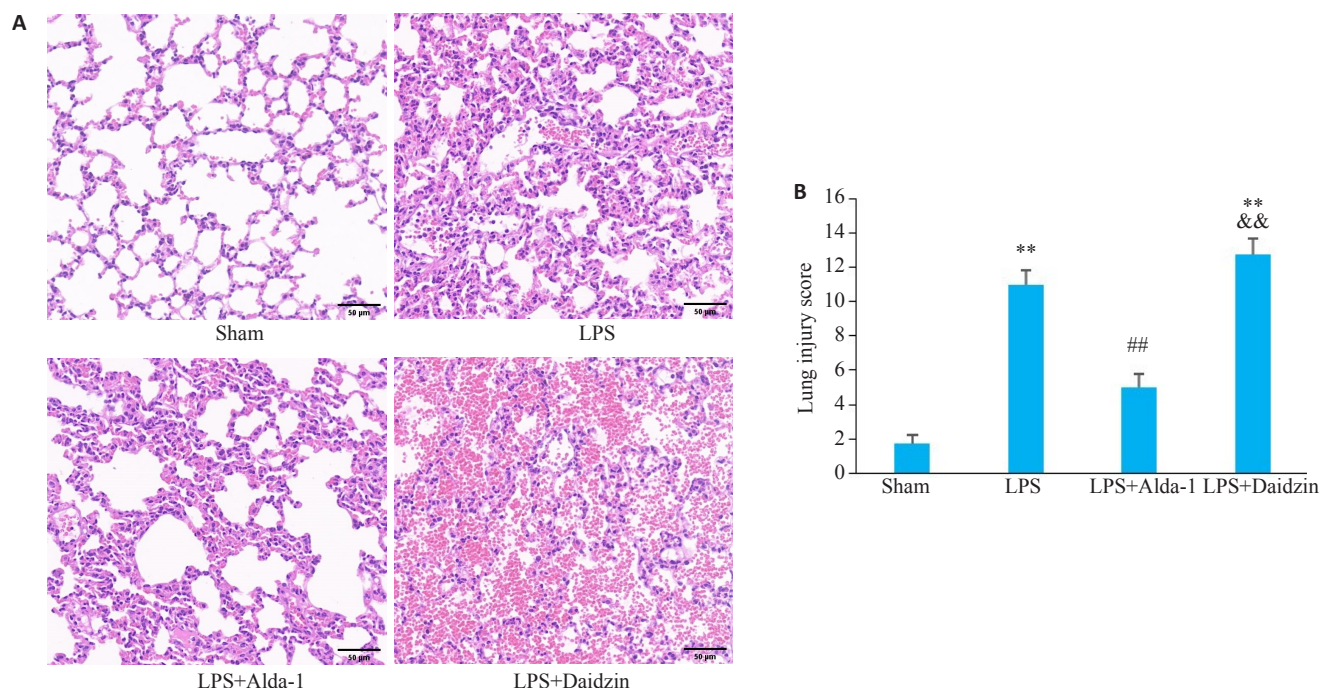 A
50 μm
50 μm
Sham
LPS
50 μm
50 μm
LPS+Alda-1
LPS+Daidzin
B
Lung injury score
16
14
12
10
8
6
4
2
0
**
##
**
&&
Sham
LPS
LPS+Alda-1
LPS+Daidzin